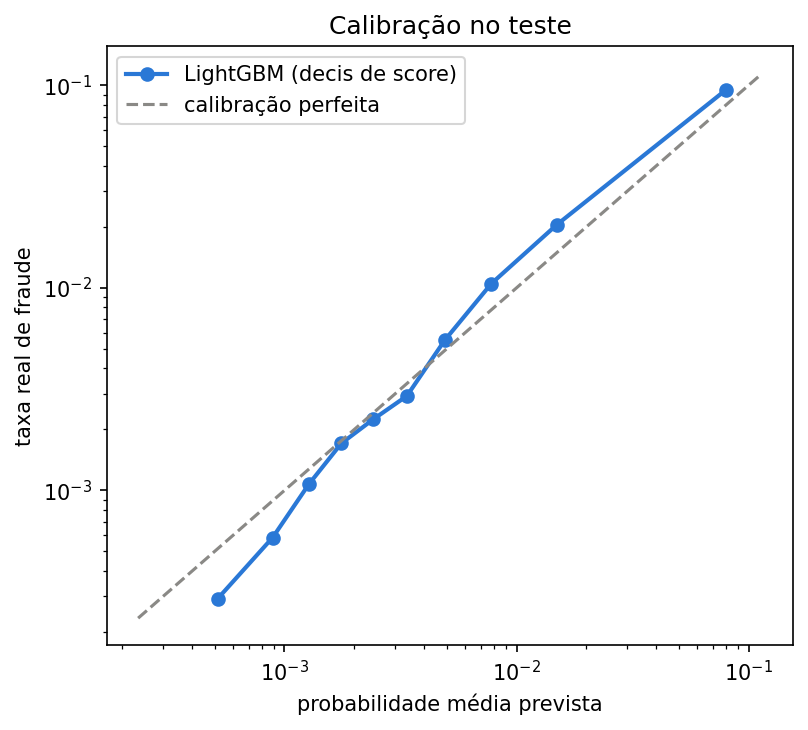 Calibração no teste
LightGBM (decis de score)
calibração perfeita
taxa real de fraude
10⁻¹
10⁻²
10⁻³
10⁻³ 10⁻² 10⁻¹
probabilidade média prevista